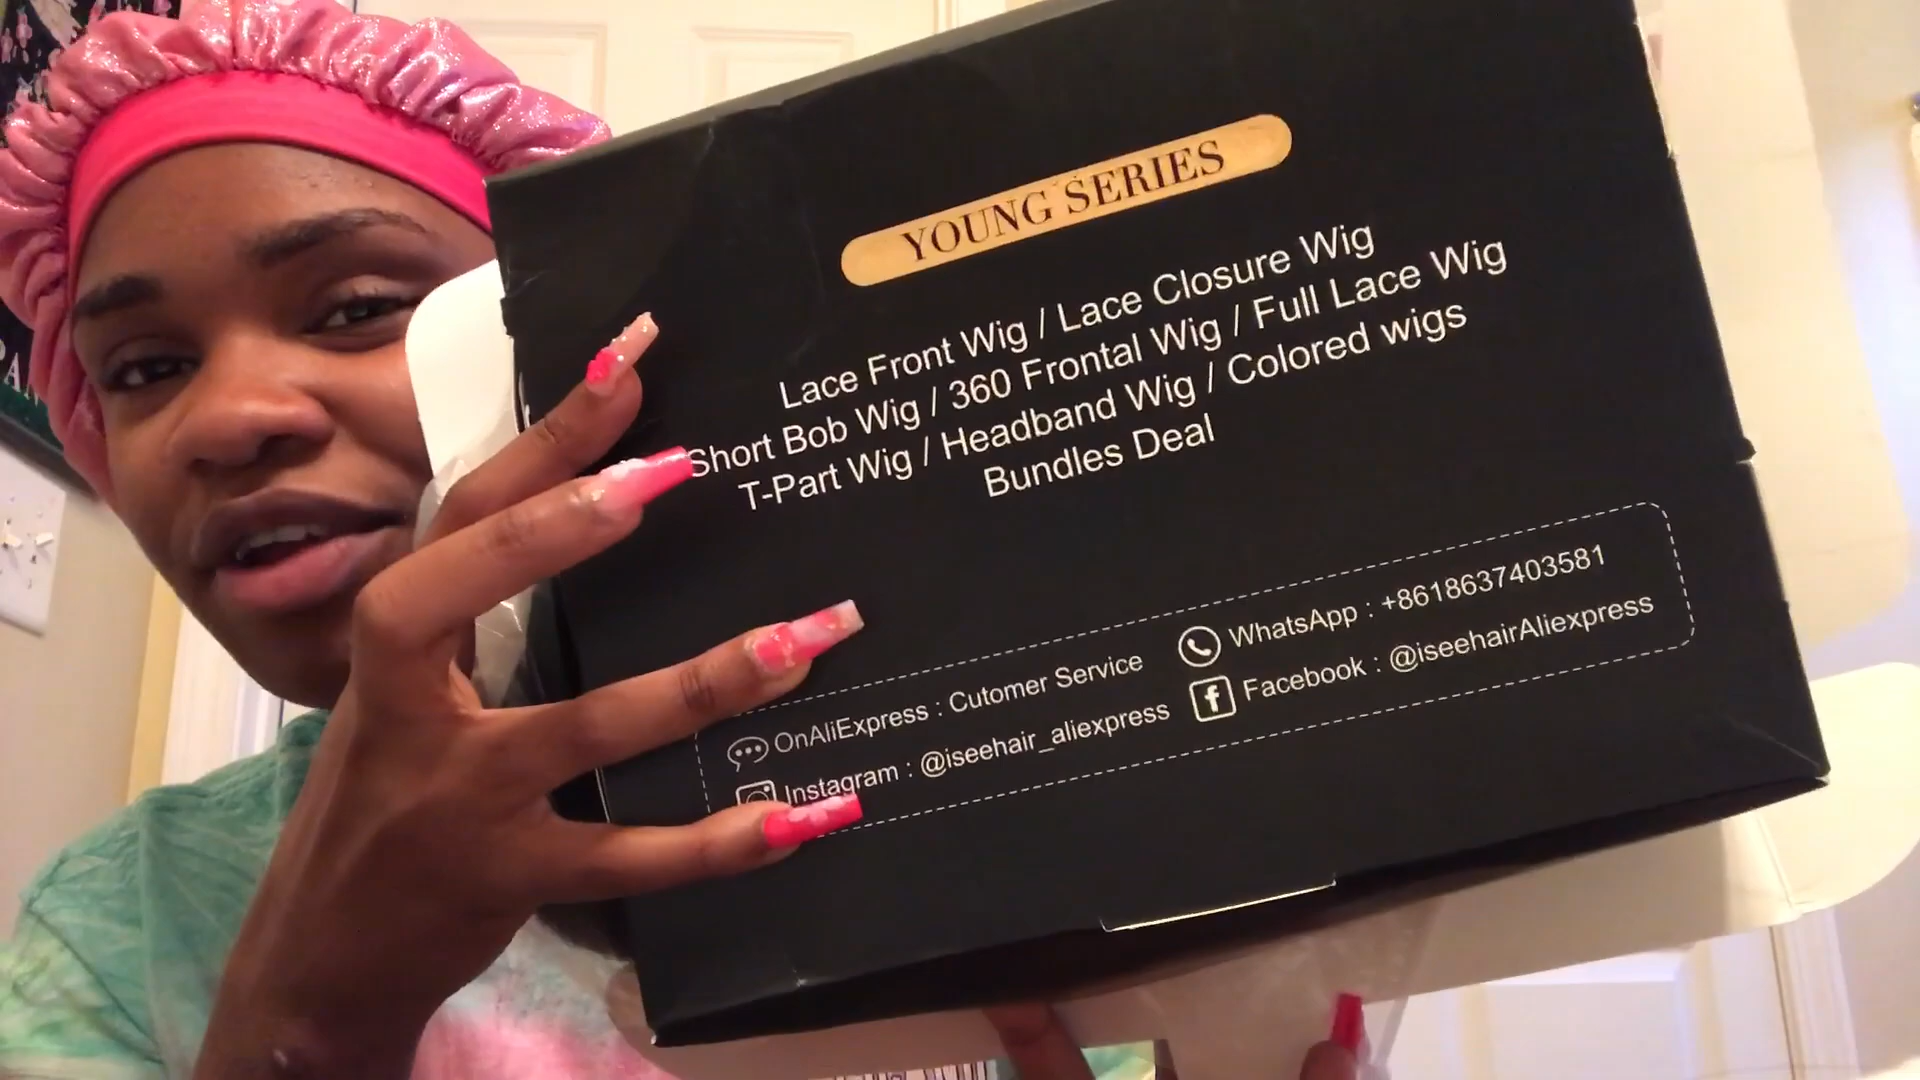 YOUNG SERIES
Lace Front Wig / Lace Closure Wig
Short Bob Wig / 360 Frontal Wig / Full Lace Wig
T-Part Wig / Headband Wig / Colored wigs
Bundles Deal
OnAliExpress : Cutomer Service
WhatsApp : +8618637403581
Instagram : @iseehair_aliexpress
Facebook : @iseehairAliexpress